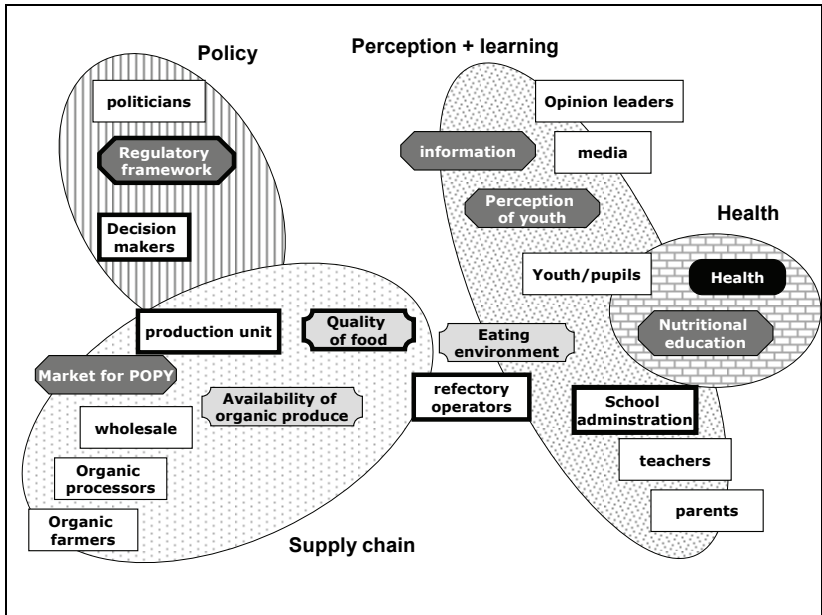 Policy
Perception + learning
politicians
Opinion leaders
Regulatory
framework
information
media
Perception
of youth
Decision
makers
Health
Youth/pupils
Health
production unit
Quality
of food
Eating
environment
Nutritional
education
Market for POPY
Availability of
organic produce
refectory
operators
School
adminstration
wholesale
teachers
Organic
processors
parents
Organic
farmers
Supply chain